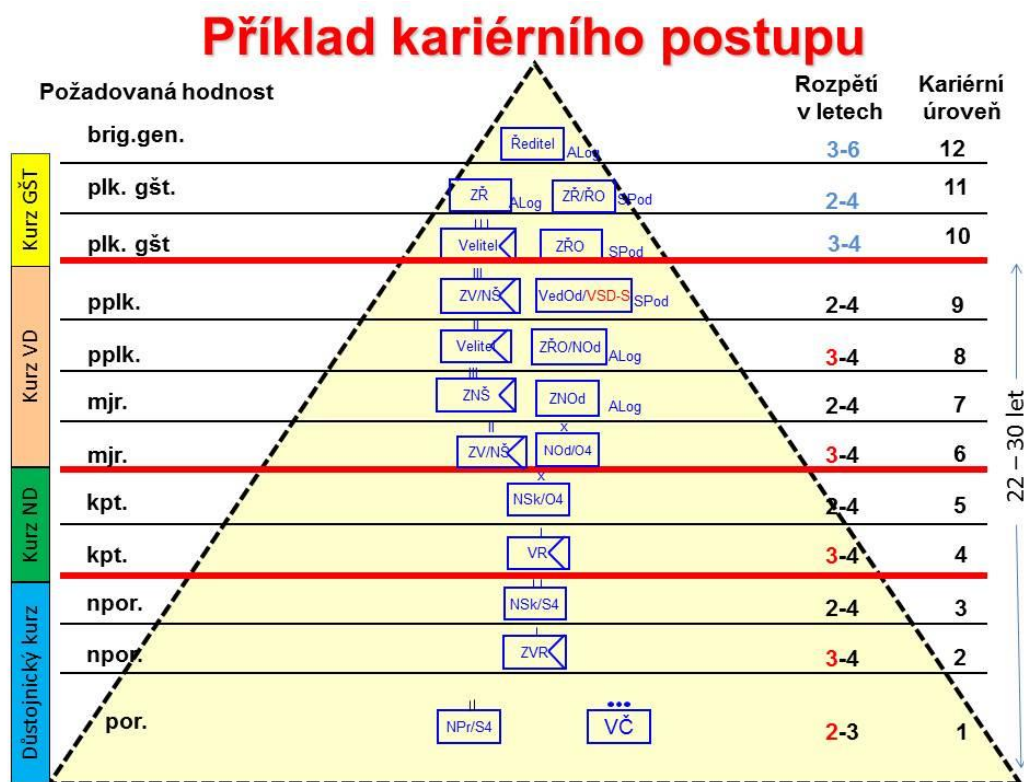 Příklad kariérního postupu
Požadovaná hodnost
Rozpětí
v letech
Kariérní
úroveň
brig.gen.
Ředitel
ALog
3-6
12
plk. gšt.
ZŘ
ALog
ZŘ/ŘO
SPod
2-4
11
plk. gšt
III
Velitel
ZŘO
SPod
3-4
10
Kurz GŠT
pplk.
III
ZV/NŠ
VedOd/VSD-S
SPod
2-4
9
pplk.
II
Velitel
ZŘO/NOd
ALog
3-4
8
mjr.
III
ZNŠ
ZNOd
ALog
2-4
7
mjr.
II
ZV/NŠ
X
NOd/O4
3-4
6
Kurz VD
kpt.
X
NSk/O4
2-4
5
kpt.
I
VR
3-4
4
Kurz ND
npor.
II
NSk/S4
2-4
3
npor.
I
ZVR
3-4
2
por.
II
NPr/S4
•••
VČ
2-3
1
Důstojnický kurz
22 – 30 let